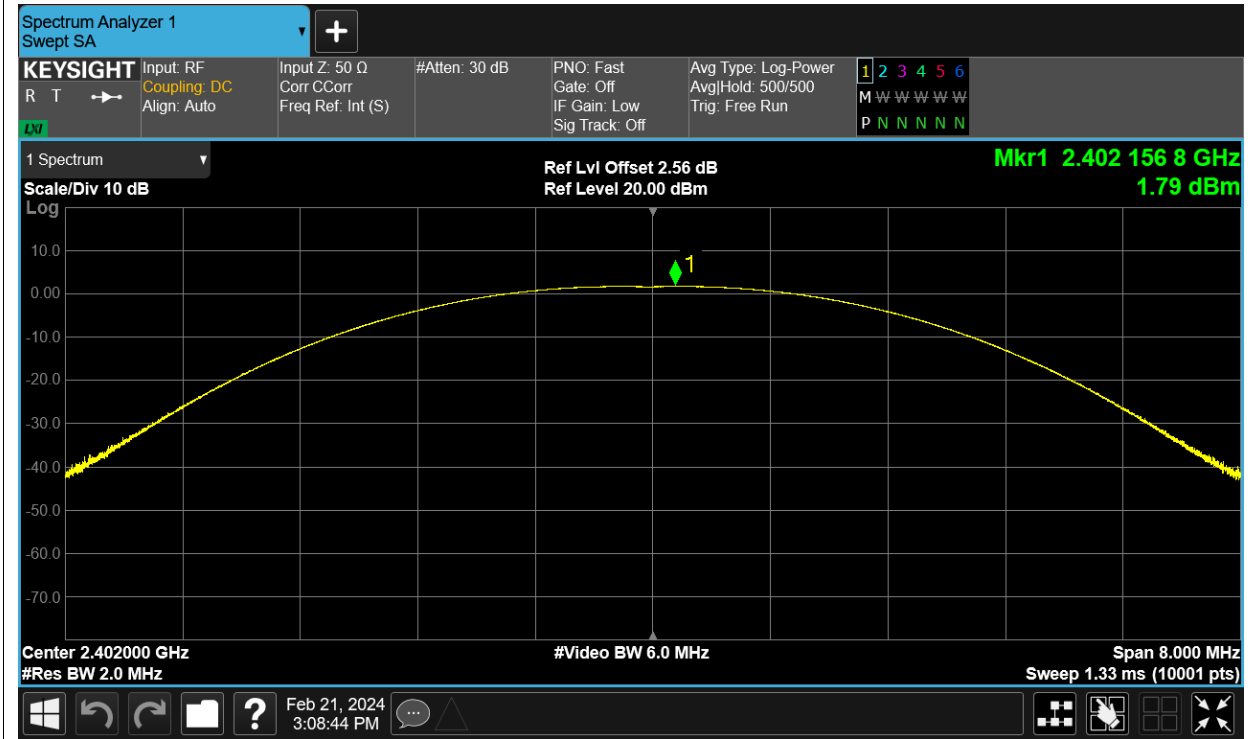 Spectrum Analyzer 1
Swept SA
KEYSIGHT
R T
LXI
Input: RF
Coupling: DC
Align: Auto
Input Z: 50 Ω
Corr CCorr
Freq Ref: Int (S)
#Atten: 30 dB
PNO: Fast
Gate: Off
IF Gain: Low
Sig Track: Off
Avg Type: Log-Power
Avg|Hold: 500/500
Trig: Free Run
1 2 3 4 5 6
M W W W W W W
P N N N N N N
1 Spectrum
Scale/Div 10 dB
Log
Ref Lvl Offset 2.56 dB
Ref Level 20.00 dBm
Mkr1 2.402 156 8 GHz
1.79 dBm
1
10.0
0.00
-10.0
-20.0
-30.0
-40.0
-50.0
-60.0
-70.0
Center 2.402000 GHz
#Res BW 2.0 MHz
#Video BW 6.0 MHz
Span 8.000 MHz
Sweep 1.33 ms (10001 pts)
?
Feb 21, 2024
3:08:44 PM